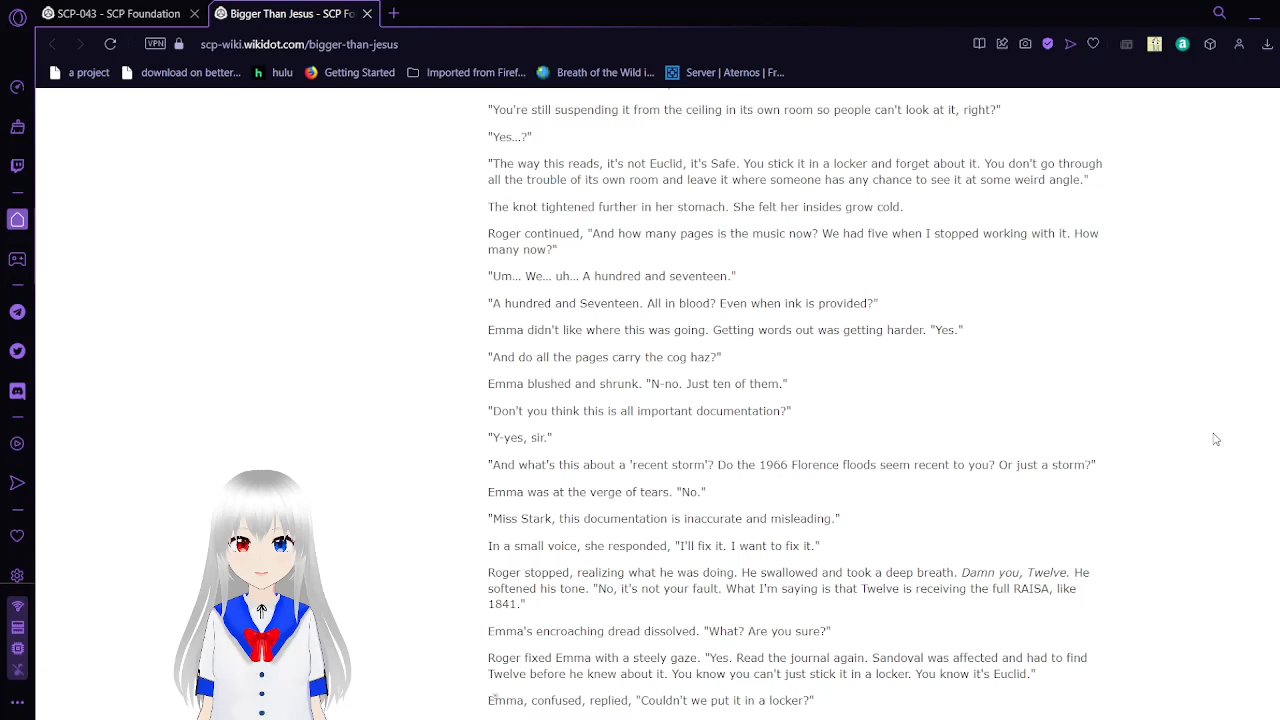 SCP-043 - SCP Foundation
Bigger Than Jesus - SCP Fo
VPN
scp-wiki.wikidot.com/bigger-than-jesus
a project
download on better...
hulu
Getting Started
Imported from Firef...
Breath of the Wild i...
Server | Aternos | Fr...
"You're still suspending it from the ceiling in its own room so people can't look at it, right?"
"Yes…?"
"The way this reads, it's not Euclid, it's Safe. You stick it in a locker and forget about it. You don't go through
all the trouble of its own room and leave it where someone has any chance to see it at some weird angle."
The knot tightened further in her stomach. She felt her insides grow cold.
Roger continued, "And how many pages is the music now? We had five when I stopped working with it. How
many now?"
"Um… We… uh… A hundred and seventeen."
"A hundred and Seventeen. All in blood? Even when ink is provided?"
Emma didn't like where this was going. Getting words out was getting harder. "Yes."
"And do all the pages carry the cog haz?"
Emma blushed and shrunk. "N-no. Just ten of them."
"Don't you think this is all important documentation?"
"Y-yes, sir."
"And what's this about a 'recent storm'? Do the 1966 Florence floods seem recent to you? Or just a storm?"
Emma was at the verge of tears. "No."
"Miss Stark, this documentation is inaccurate and misleading."
In a small voice, she responded, "I'll fix it. I want to fix it."
Roger stopped, realizing what he was doing. He swallowed and took a deep breath. Damn you, Twelve. He
softened his tone. "No, it's not your fault. What I'm saying is that Twelve is receiving the full RAISA, like
1841."
Emma's encroaching dread dissolved. "What? Are you sure?"
Roger fixed Emma with a steely gaze. "Yes. Read the journal again. Sandoval was affected and had to find
Twelve before he knew about it. You know you can't just stick it in a locker. You know it's Euclid."
Emma, confused, replied, "Couldn't we put it in a locker?"